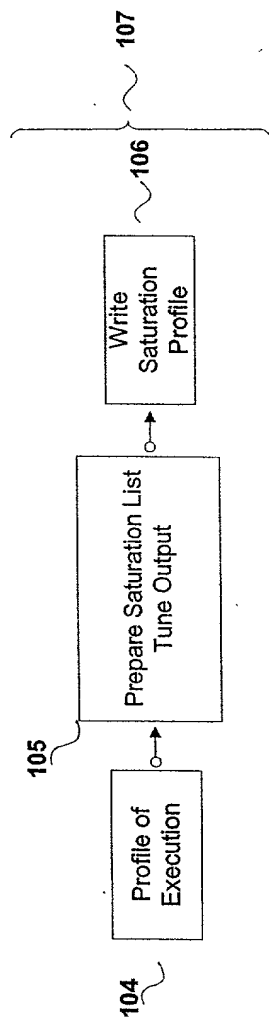 104
Profile of
Execution
105
Prepare Saturation List
Tune Output
Write
Saturation
Profile
106
107